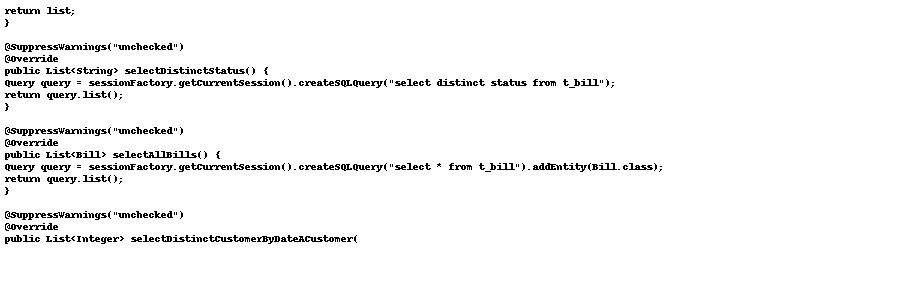 return list;
}
@SuppressWarnings("unchecked")
@Override
public List<String> selectDistinctStatus() {
Query query = sessionFactory.getCurrentSession().createSQLQuery("select distinct status from t_bill");
return query.list();
}
@SuppressWarnings("unchecked")
@Override
public List<Bill> selectAllBills() {
Query query = sessionFactory.getCurrentSession().createSQLQuery("select * from t_bill").addEntity(Bill.class);
return query.list();
}
@SuppressWarnings("unchecked")
@Override
public List<Integer> selectDistinctCustomerByDateACustomer(